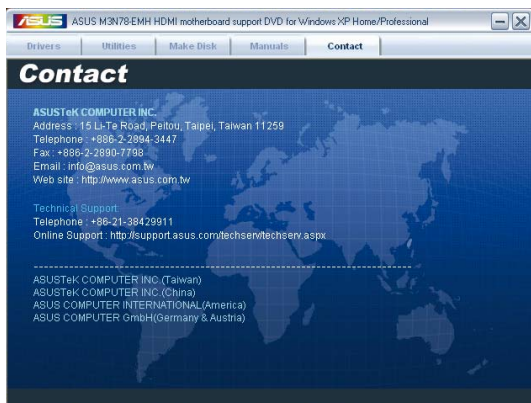 ASUS ASUS M3N78-EMH HDMI motherboard support DVD for Windows XP Home/Professional
Drivers Utilities Make Disk Manuals Contact
Contact
ASUSTeK COMPUTER INC.
Address : 15 Li-Te Road, Peitou, Taipei, Taiwan 11259
Telephone : +886-2-2894-3447
Fax : +886-2-2890-7798
Email : info@asus.com.tw
Web site : http://www.asus.com.tw
Technical Support:
Telephone : +86-21-38429911
Online Support : http://support.asus.com/techserv/techserv.aspx
ASUSTeK COMPUTER INC.(Taiwan)
ASUSTeK COMPUTER INC.(China)
ASUS COMPUTER INTERNATIONAL(America)
ASUS COMPUTER GmbH(Germany & Austria)